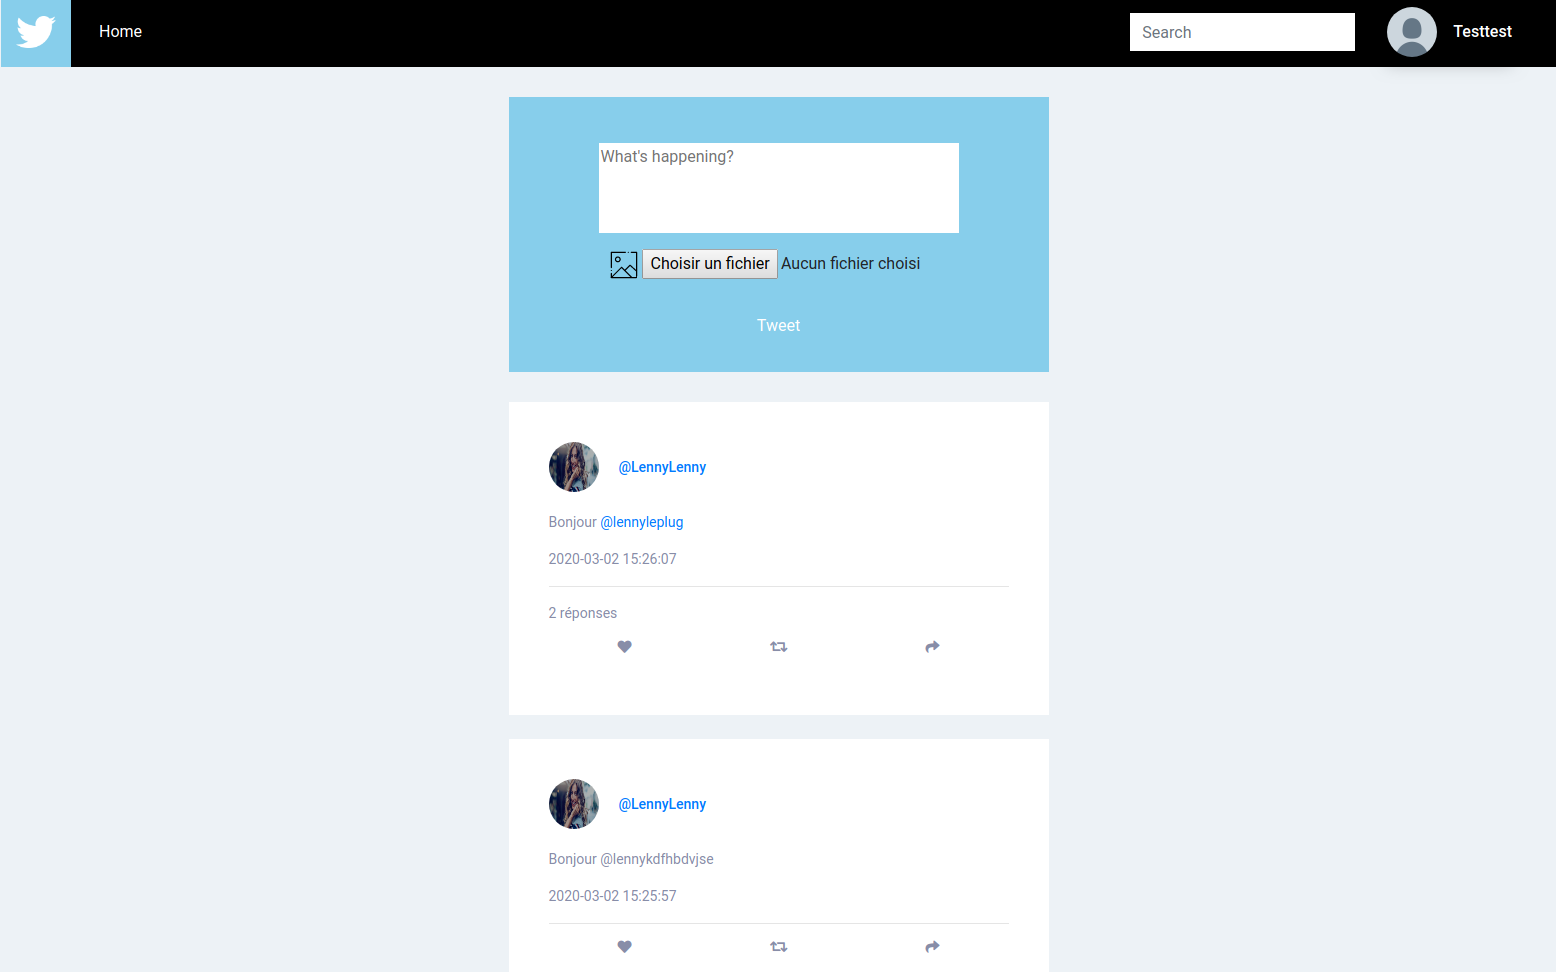 Home
Search
Testtest
What's happening?
Choisir un fichier Aucun fichier choisi
Tweet
@LennyLenny
Bonjour @lennyleplug
2020-03-02 15:26:07
2 réponses
@LennyLenny
Bonjour @lennykdfhbdvjse
2020-03-02 15:25:57